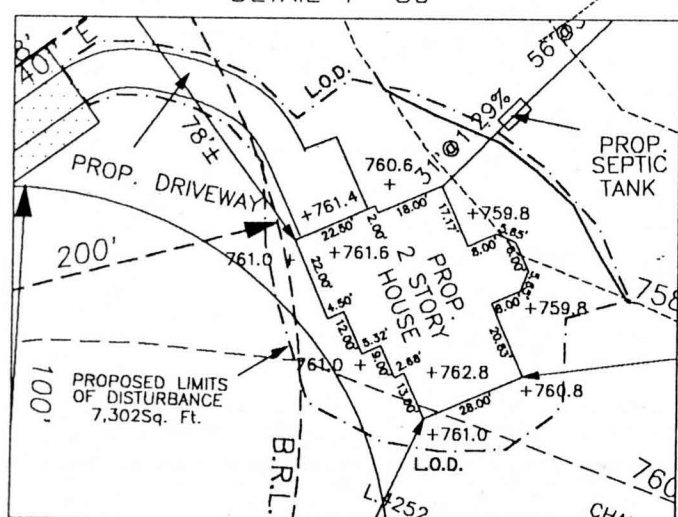 40' E
L.O.D.
56'@
31' @1.29%
PROP.
SEPTIC
TANK
78±
PROP. DRIVEWAY
760.6
+
+761.4
22.50'
2.00'
18.00'
17.17'
+759.8
8.00'
5.65'
6.00'
5.65'
8.00'
+759.8
758
200'
761.0 +
+761.6
22.00'
4.50'
12.00'
5.32'
9.00'
2.68'
PROP.
2 STORY
HOUSE
20.83'
761.0 +
+762.8
+760.8
28.00'
+761.0
PROPOSED LIMITS
OF DISTURBANCE
7,302Sq. Ft.
100'
B.R.L.
L.O.D.
L.4252
760